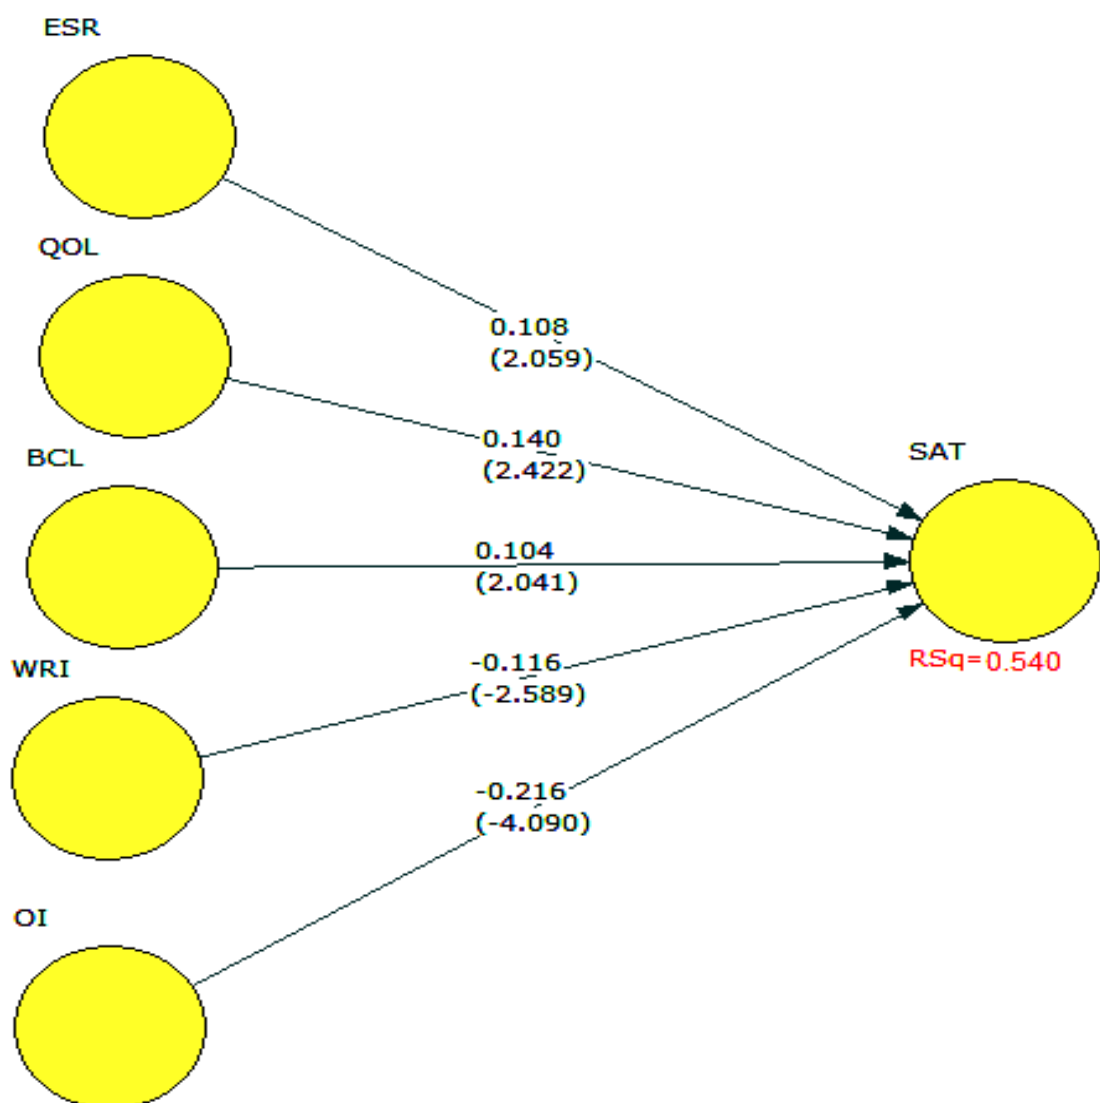 ESR
QOL
0.108
(2.059)
0.140
(2.422)
BCL
SAT
0.104
(2.041)
WRI
-0.116
(-2.589)
RSq=0.540
-0.216
(-4.090)
OI